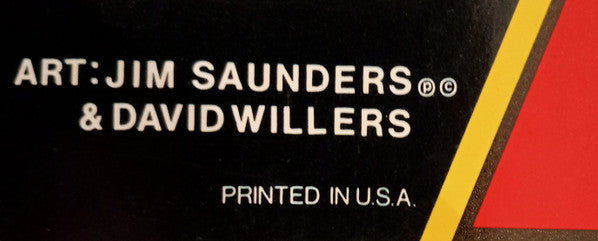 ART: JIM SAUNDERS ℗ ©
& DAVID WILLERS
PRINTED IN U.S.A.